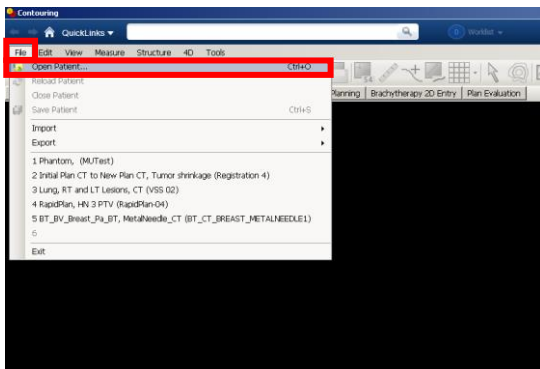 Contouring
QuickLinks
0 Worklist
File Edit View Measure Structure 4D Tools
Open Patient... Ctrl+O
Reload Patient
Close Patient
Planning Brachytherapy 2D Entry Plan Evaluation
Save Patient Ctrl+S
Import
Export
1 Phantom, (MUTest)
2 Initial Plan CT to New Plan CT, Tumor shrinkage (Registration 4)
3 Lung, RT and LT Lesions, CT (VSS 02)
4 RapidPlan, HN 3 PTV (RapidPlan-04)
5 BT_BV_Breast_Pa_BT, MetalNeedle_CT (BT_CT_BREAST_METALNEEDLE1)
6
Exit